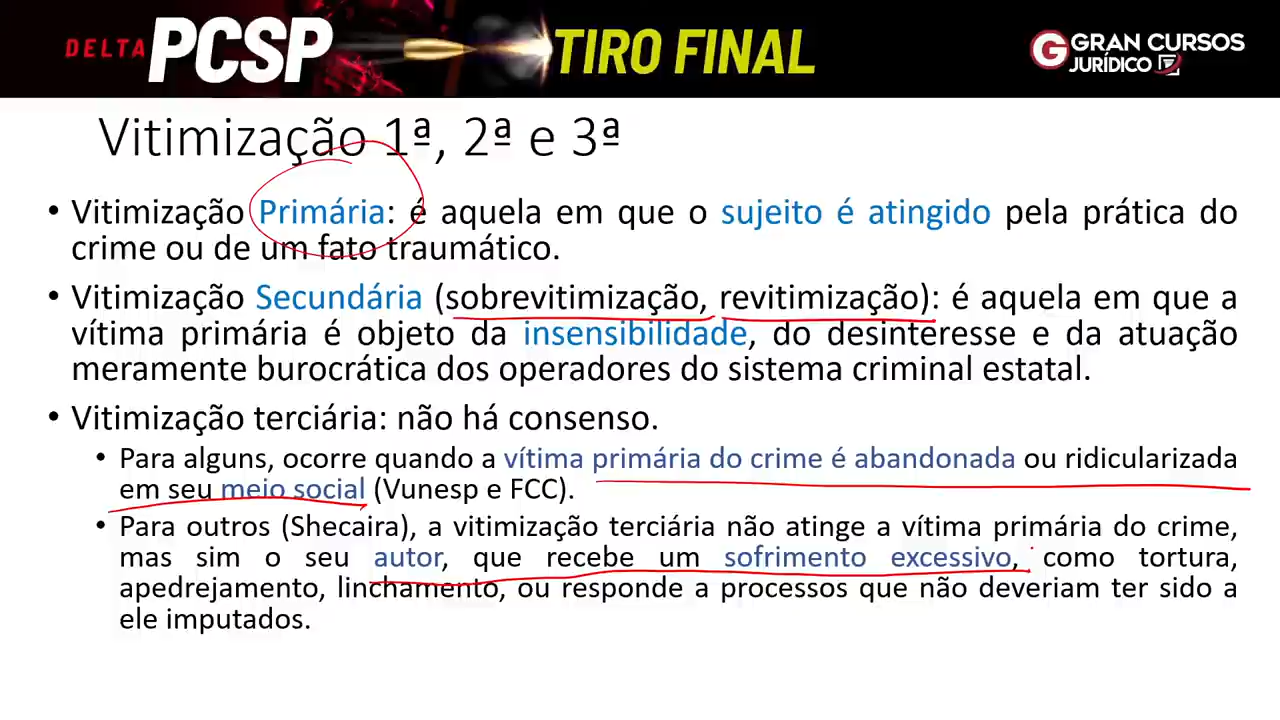 DELTA PCSP TIRO FINAL GRAN CURSOS
JURÍDICO
Vitimização 1ª, 2ª e 3ª
• Vitimização Primária: é aquela em que o sujeito é atingido pela prática do
crime ou de um fato traumático.
• Vitimização Secundária (sobrevitimização, revitimização): é aquela em que a
vítima primária é objeto da insensibilidade, do desinteresse e da atuação
meramente burocrática dos operadores do sistema criminal estatal.
• Vitimização terciária: não há consenso.
• Para alguns, ocorre quando a vítima primária do crime é abandonada ou ridicularizada
em seu meio social (Vunesp e FCC).
• Para outros (Shecaira), a vitimização terciária não atinge a vítima primária do crime,
mas sim o seu autor, que recebe um sofrimento excessivo, como tortura,
apedrejamento, linchamento, ou responde a processos que não deveriam ter sido a
ele imputados.